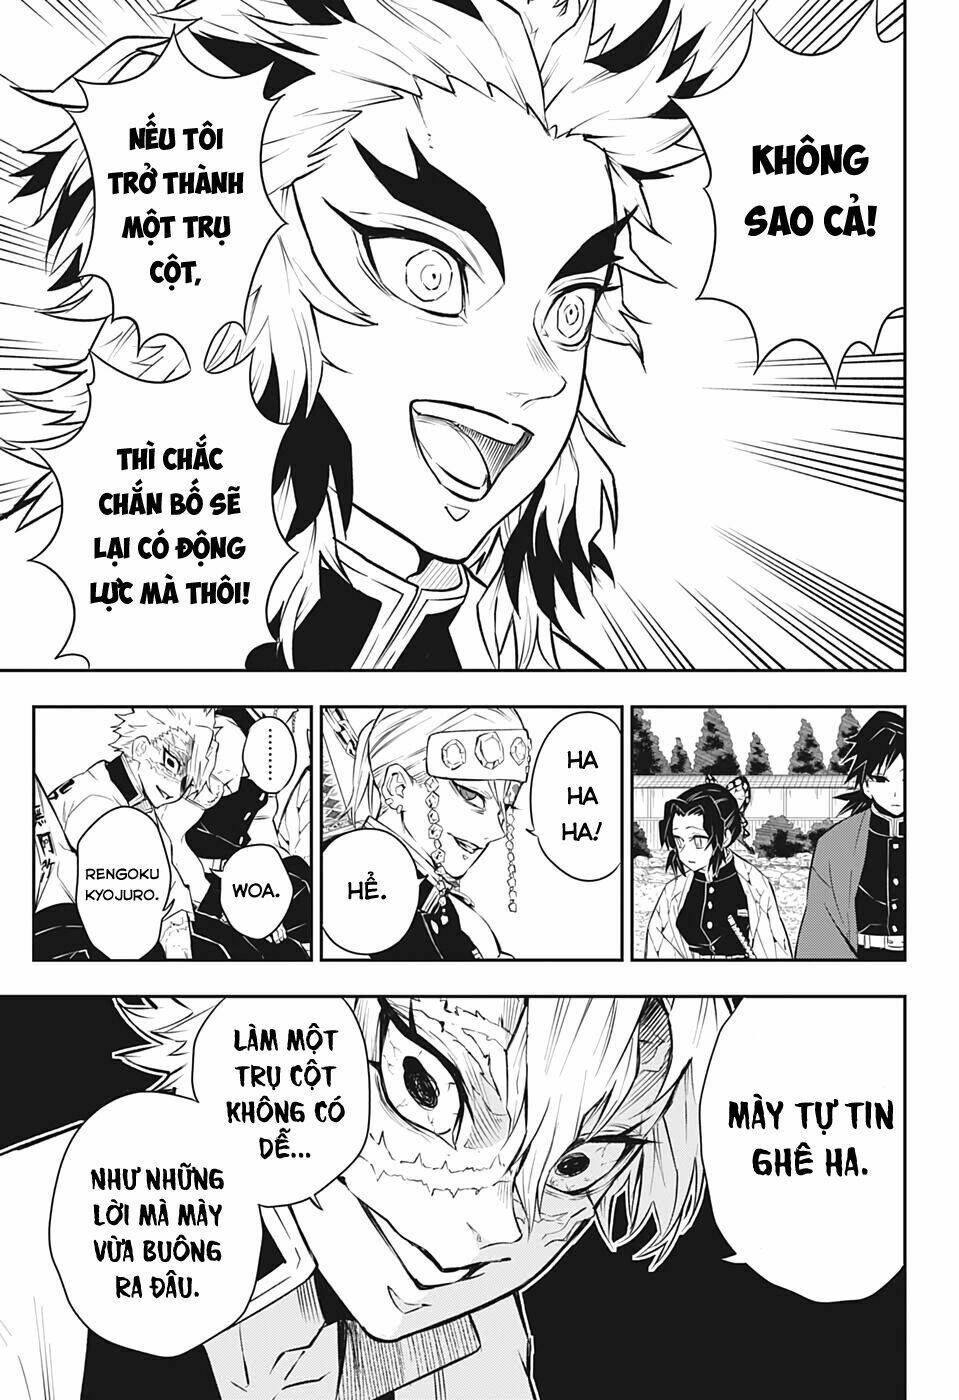 KHÔNG
SAO CẢ!
NẾU TÔI
TRỞ THÀNH
MỘT TRỤ
CỘT,
THÌ CHẮC
CHẮN BỐ SẼ
LẠI CÓ ĐỘNG
LỰC MÀ THÔI!
HA
HA
HA!
HỂ.
.........
WOA.
RENGOKU
KYOJURO.
MÀY TỰ TIN
GHÊ HA.
LÀM MỘT
TRỤ CỘT
KHÔNG CÓ
DỄ...
NHƯ NHỮNG
LỜI MÀ MÀY
VỪA BUÔNG
RA ĐÂU.